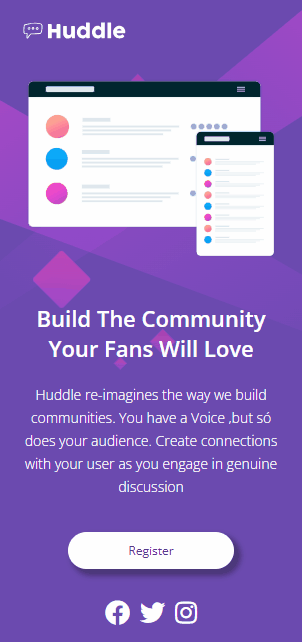 Huddle
Build The Community
Your Fans Will Love
Huddle re-imagines the way we build
communities. You have a Voice ,but só
does your audience. Create connections
with your user as you engage in genuine
discussion
Register